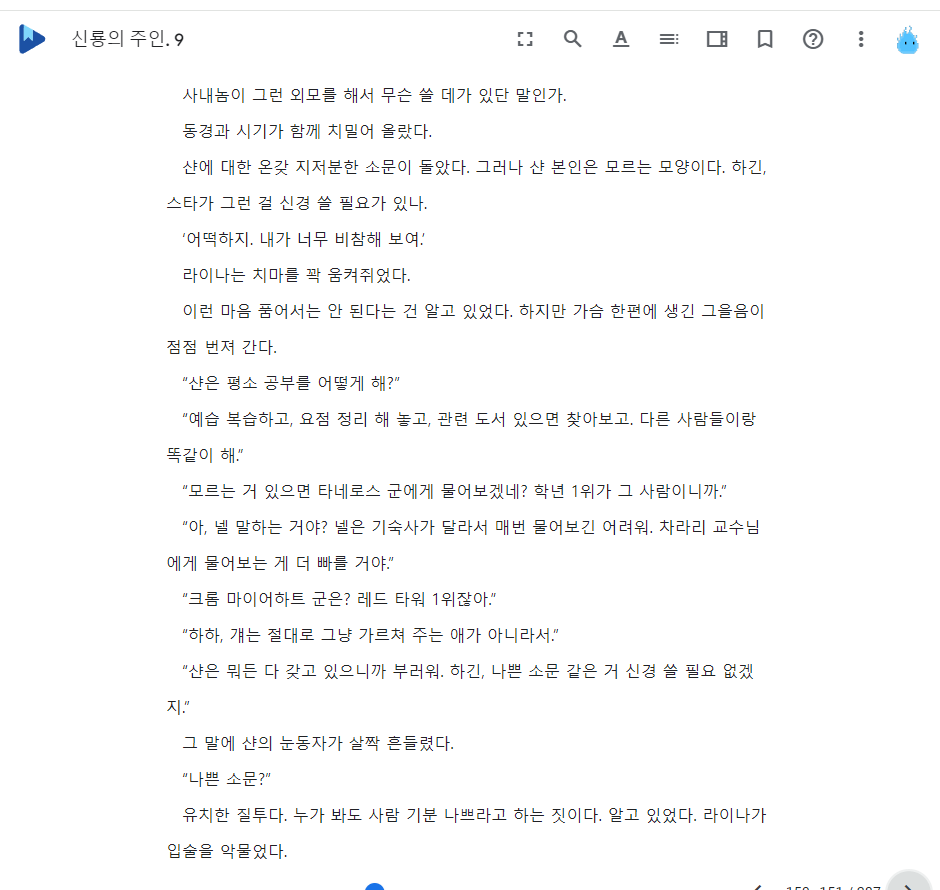 신룡의 주인. 9
사내놈이 그런 외모를 해서 무슨 쓸 데가 있단 말인가.
동경과 시기가 함께 치밀어 올랐다.
샨에 대한 온갖 지저분한 소문이 돌았다. 그러나 샨 본인은 모르는 모양이다. 하긴,
스타가 그런 걸 신경 쓸 필요가 있나.
‘어떡하지. 내가 너무 비참해 보여.’
라이나는 치마를 꽉 움켜쥐었다.
이런 마음 품어서는 안 된다는 건 알고 있었다. 하지만 가슴 한편에 생긴 그을음이
점점 번져 간다.
“샨은 평소 공부를 어떻게 해?”
“예습 복습하고, 요점 정리 해 놓고, 관련 도서 있으면 찾아보고. 다른 사람들이랑
똑같이 해.”
“모르는 거 있으면 타네로스 군에게 물어보겠네? 학년 1위가 그 사람이니까.”
“아, 넬 말하는 거야? 넬은 기숙사가 달라서 매번 물어보긴 어려워. 차라리 교수님
에게 물어보는 게 더 빠를 거야.”
“크롬 마이어하트 군은? 레드 타워 1위잖아.”
“하하, 걔는 절대로 그냥 가르쳐 주는 애가 아니라서.”
“샨은 뭐든 다 갖고 있으니까 부러워. 하긴, 나쁜 소문 같은 거 신경 쓸 필요 없겠
지.”
그 말에 샨의 눈동자가 살짝 흔들렸다.
“나쁜 소문?”
유치한 질투다. 누가 봐도 사람 기분 나쁘라고 하는 짓이다. 알고 있었다. 라이나가
입술을 악물었다.